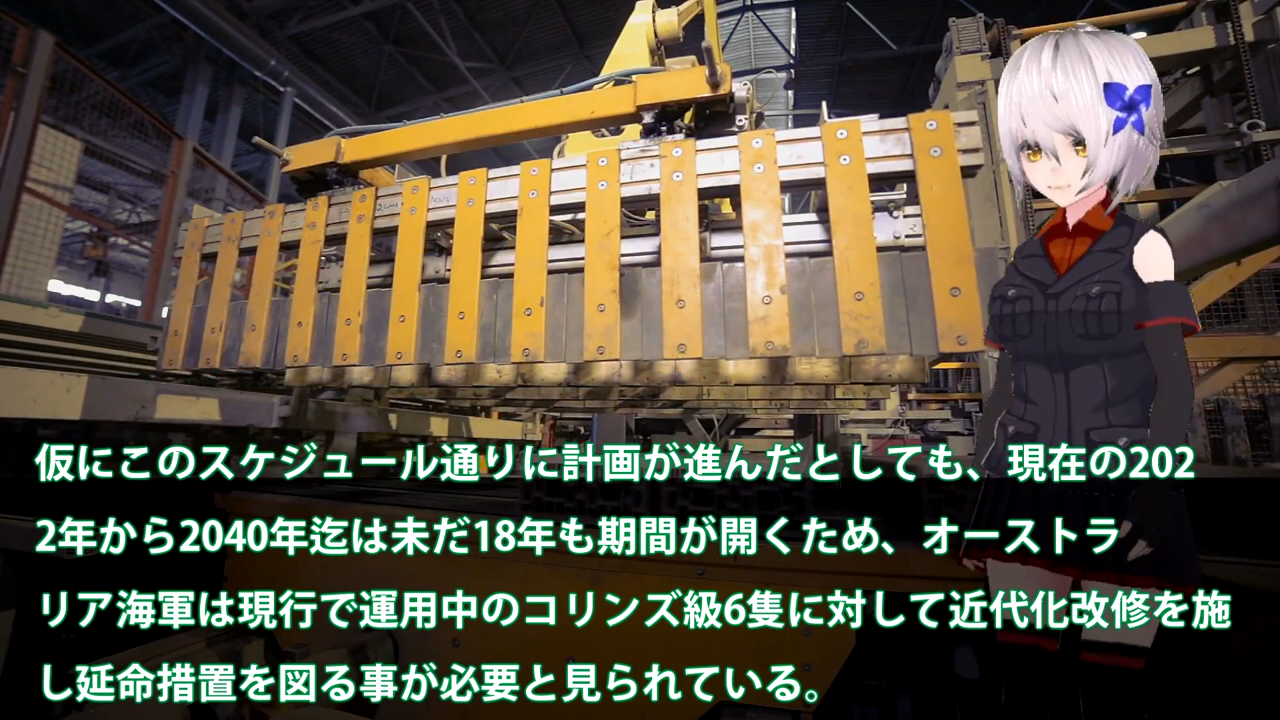 仮にこのスケジュール通りに計画が進んだとしても、現在の202
2年から2040年迄は未だ18年も期間が開くため、オーストラ
リア海軍は現行で運用中のコリンズ級6隻に対して近代化改修を施
し延命措置を図る事が必要と見られている。